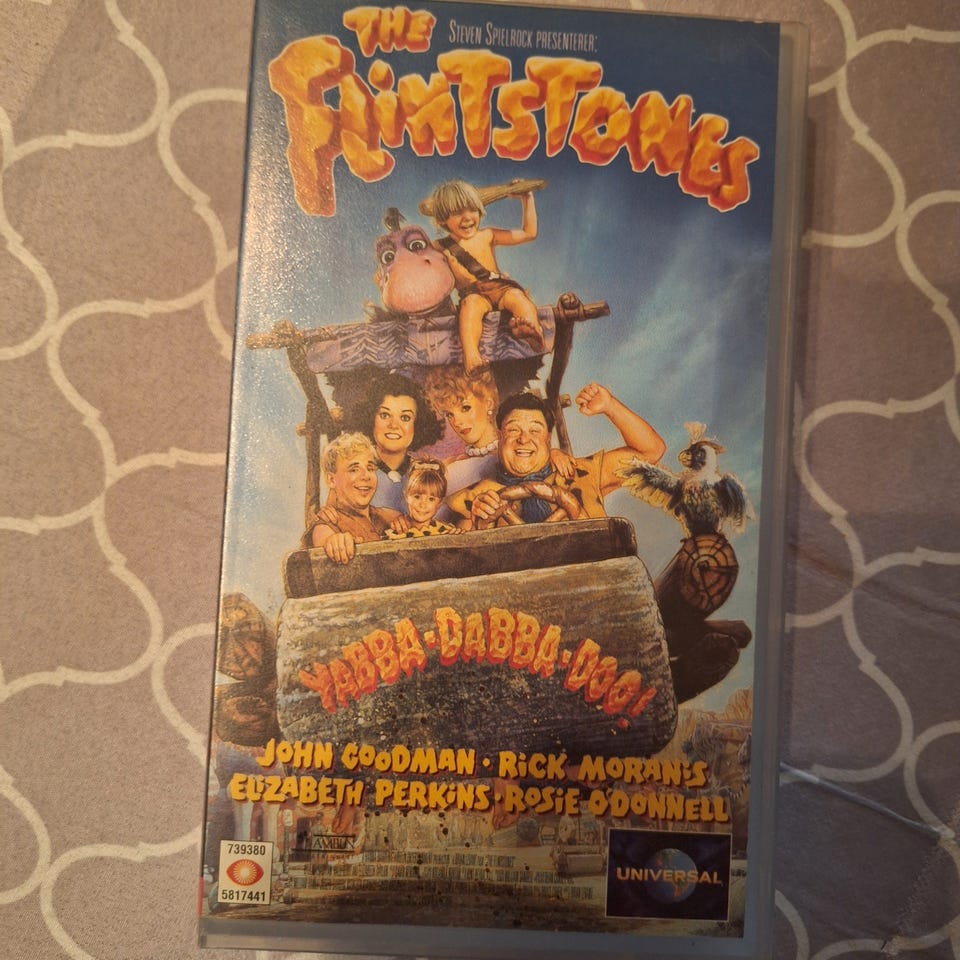 STEVEN SPIELROCK PRESENTERER:
THE
FLINTSTONES
YABBA-DABBA-DOO!
JOHN GOODMAN · RICK MORANIS
ELIZABETH PERKINS · ROSIE O'DONNELL
739380
5817441
AMBLIN
UNIVERSAL